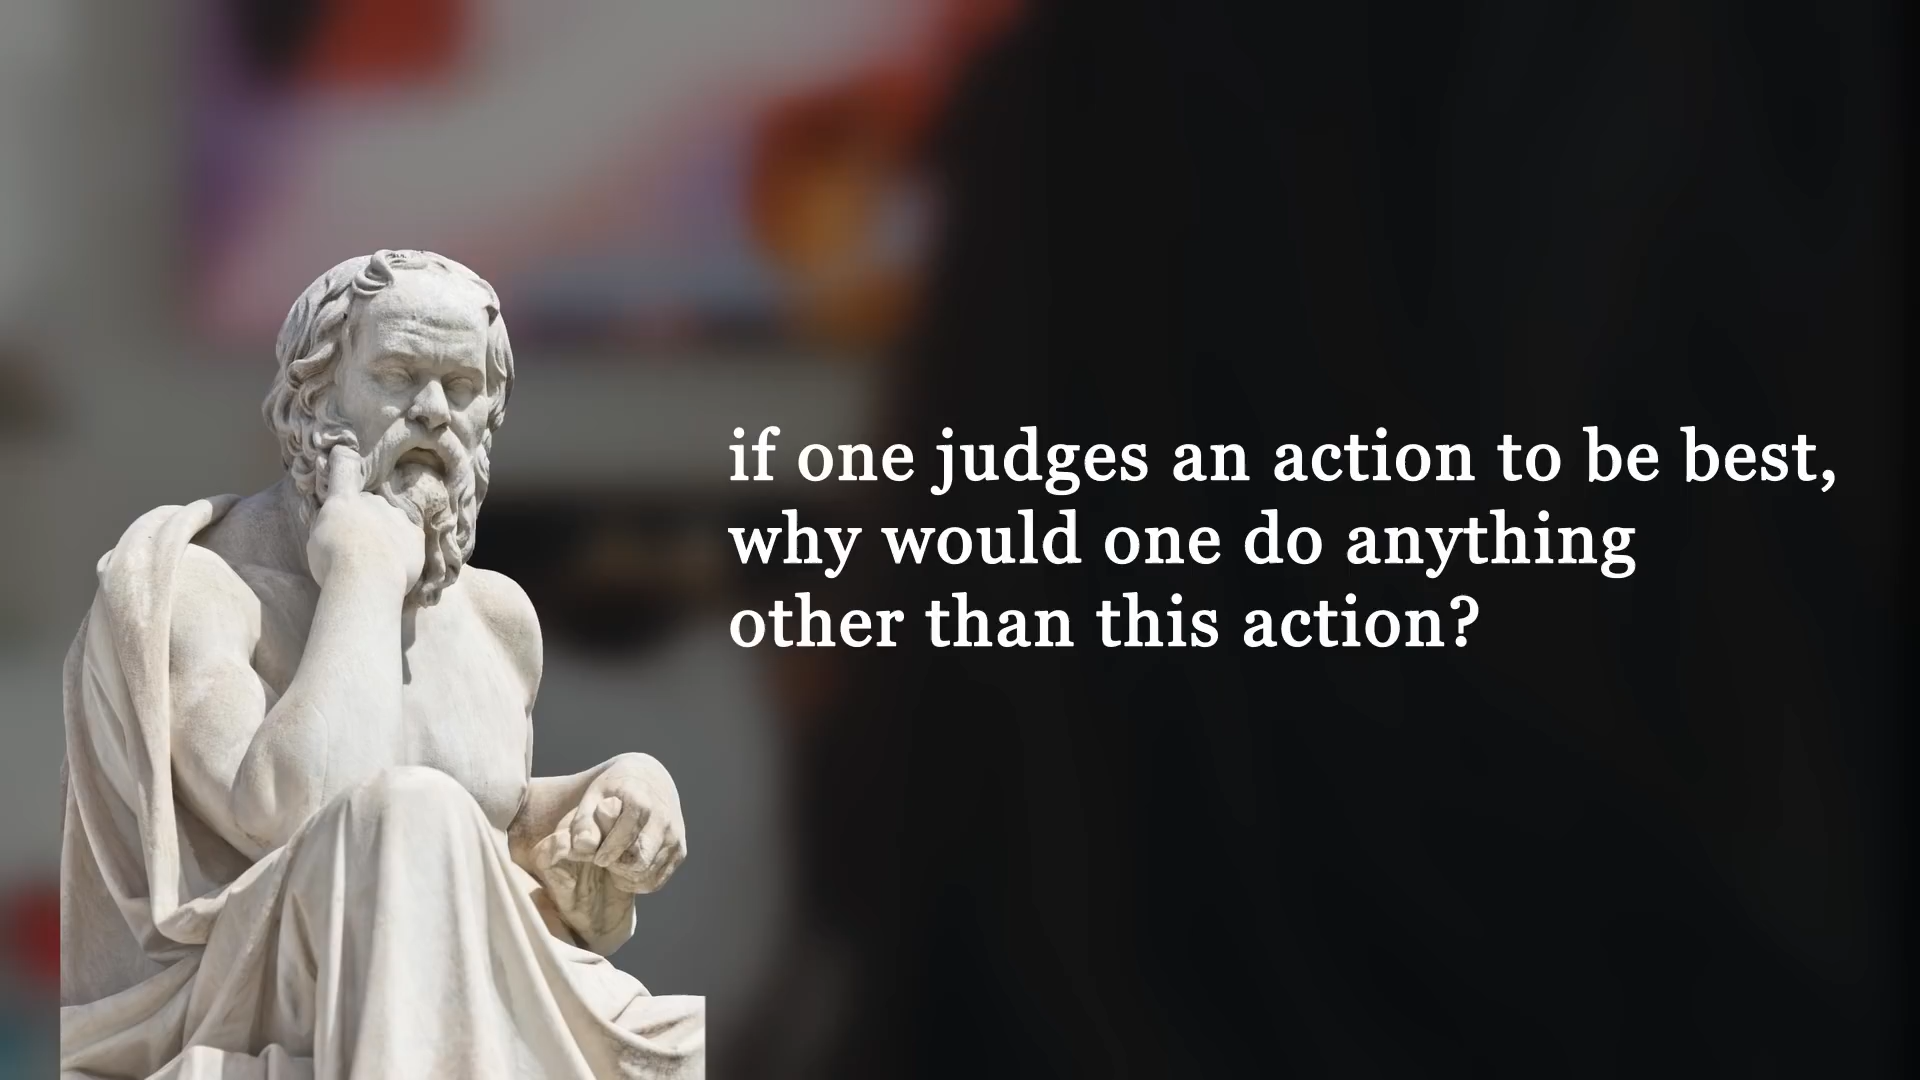 if one judges an action to be best,
why would one do anything
other than this action?